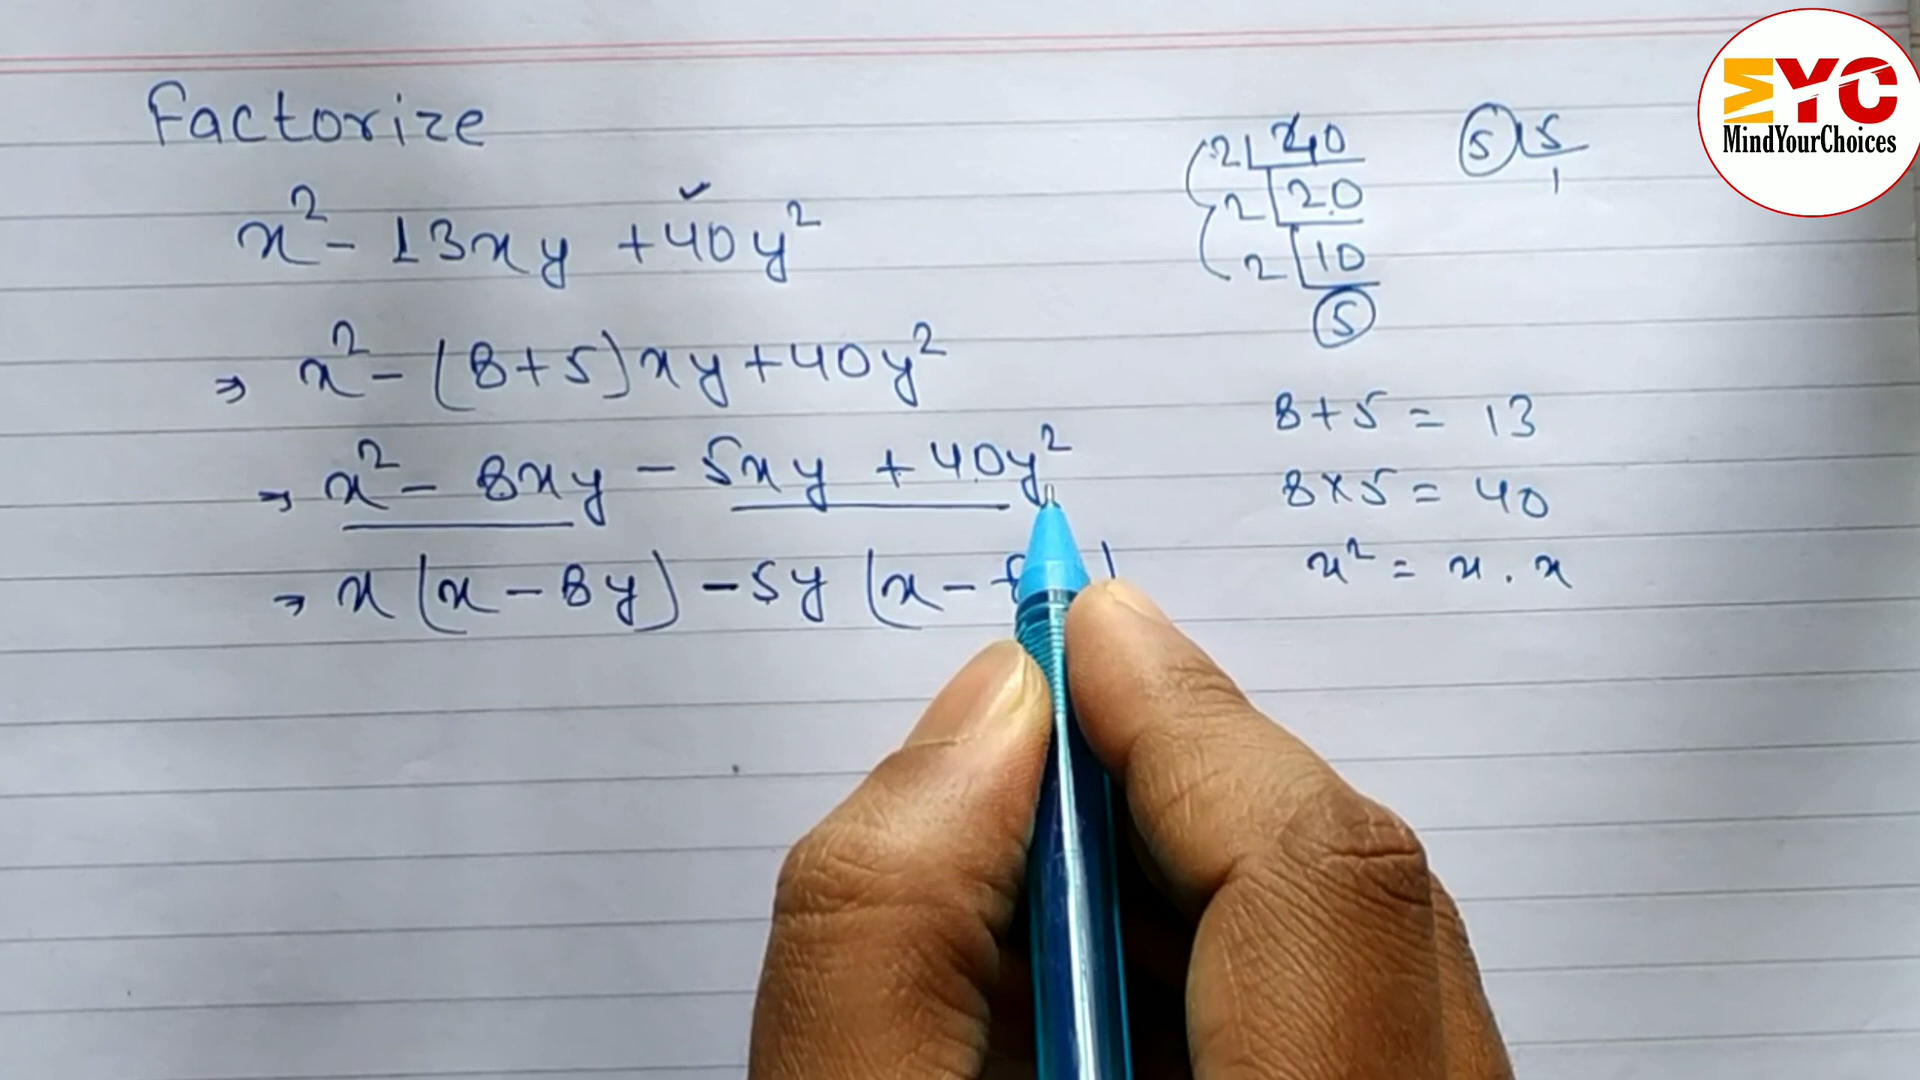 Factorize
x² - 13xy + 40y²
⇒ x² - (8+5)xy + 40y²
⇒ x² - 8xy - 5xy + 40y²
⇒ x(x - 8y) - 5y(x -
2 | 40
2 | 20
2 | 10
5
5 | 5
1
8 + 5 = 13
8 × 5 = 40
x² = x . x
MYC
MindYourChoices